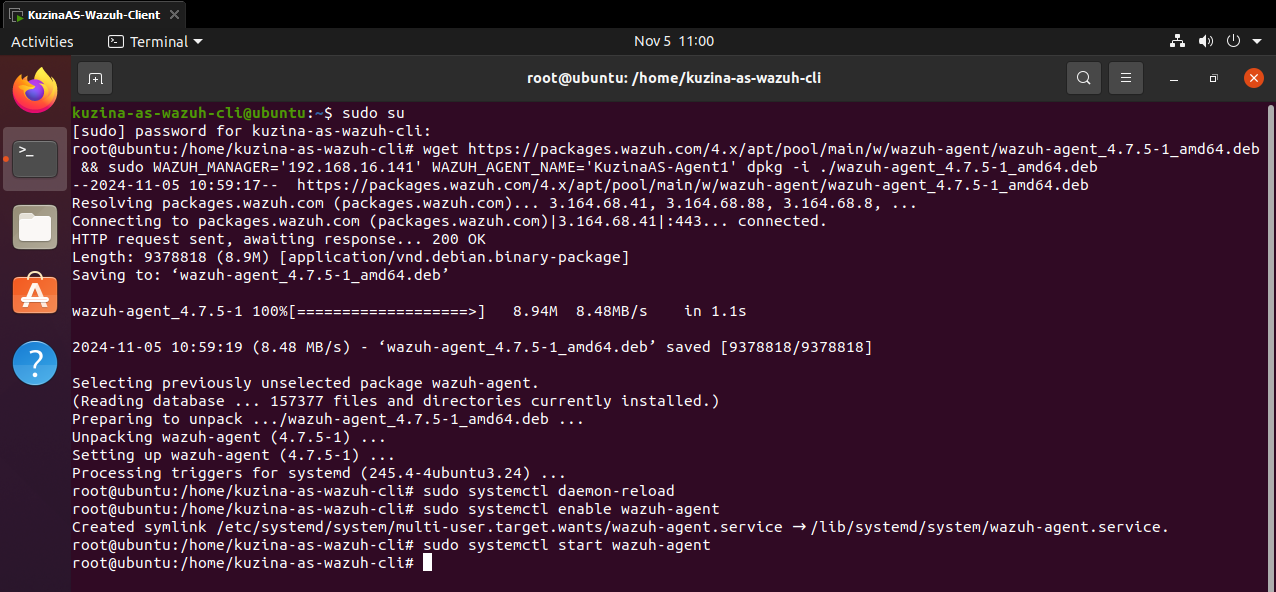 KuzinaAS-Wazuh-Client
Activities Terminal Nov 5 11:00
root@ubuntu: /home/kuzina-as-wazuh-cli
kuzina-as-wazuh-cli@ubuntu:~$ sudo su
[sudo] password for kuzina-as-wazuh-cli:
root@ubuntu:/home/kuzina-as-wazuh-cli# wget https://packages.wazuh.com/4.x/apt/pool/main/w/wazuh-agent/wazuh-agent_4.7.5-1_amd64.deb
 && sudo WAZUH_MANAGER='192.168.16.141' WAZUH_AGENT_NAME='KuzinaAS-Agent1' dpkg -i ./wazuh-agent_4.7.5-1_amd64.deb
--2024-11-05 10:59:17--  https://packages.wazuh.com/4.x/apt/pool/main/w/wazuh-agent/wazuh-agent_4.7.5-1_amd64.deb
Resolving packages.wazuh.com (packages.wazuh.com)... 3.164.68.41, 3.164.68.88, 3.164.68.8, ...
Connecting to packages.wazuh.com (packages.wazuh.com)|3.164.68.41|:443... connected.
HTTP request sent, awaiting response... 200 OK
Length: 9378818 (8.9M) [application/vnd.debian.binary-package]
Saving to: ‘wazuh-agent_4.7.5-1_amd64.deb’
wazuh-agent_4.7.5-1 100%[===================>]   8.94M  8.48MB/s    in 1.1s
2024-11-05 10:59:19 (8.48 MB/s) - ‘wazuh-agent_4.7.5-1_amd64.deb’ saved [9378818/9378818]
Selecting previously unselected package wazuh-agent.
(Reading database ... 157377 files and directories currently installed.)
Preparing to unpack .../wazuh-agent_4.7.5-1_amd64.deb ...
Unpacking wazuh-agent (4.7.5-1) ...
Setting up wazuh-agent (4.7.5-1) ...
Processing triggers for systemd (245.4-4ubuntu3.24) ...
root@ubuntu:/home/kuzina-as-wazuh-cli# sudo systemctl daemon-reload
root@ubuntu:/home/kuzina-as-wazuh-cli# sudo systemctl enable wazuh-agent
Created symlink /etc/systemd/system/multi-user.target.wants/wazuh-agent.service → /lib/systemd/system/wazuh-agent.service.
root@ubuntu:/home/kuzina-as-wazuh-cli# sudo systemctl start wazuh-agent
root@ubuntu:/home/kuzina-as-wazuh-cli#